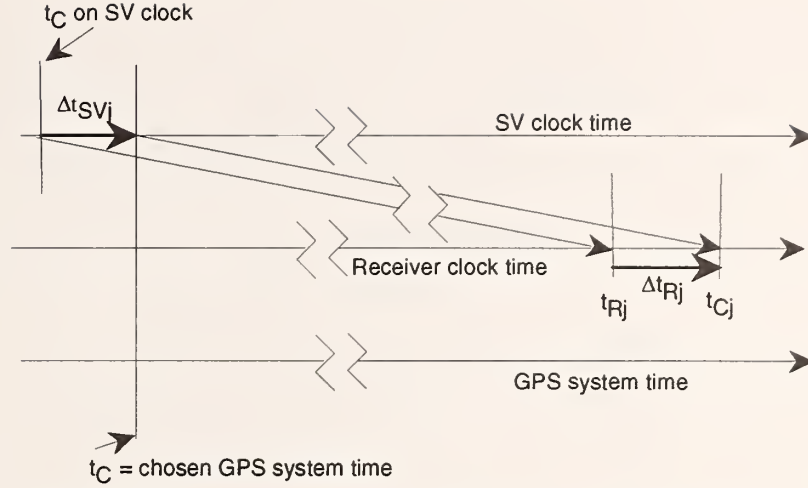 t_C on SV clock
Δt_SVj
SV clock time
Receiver clock time
t_Rj
Δt_Rj
t_Cj
GPS system time
t_C = chosen GPS system time